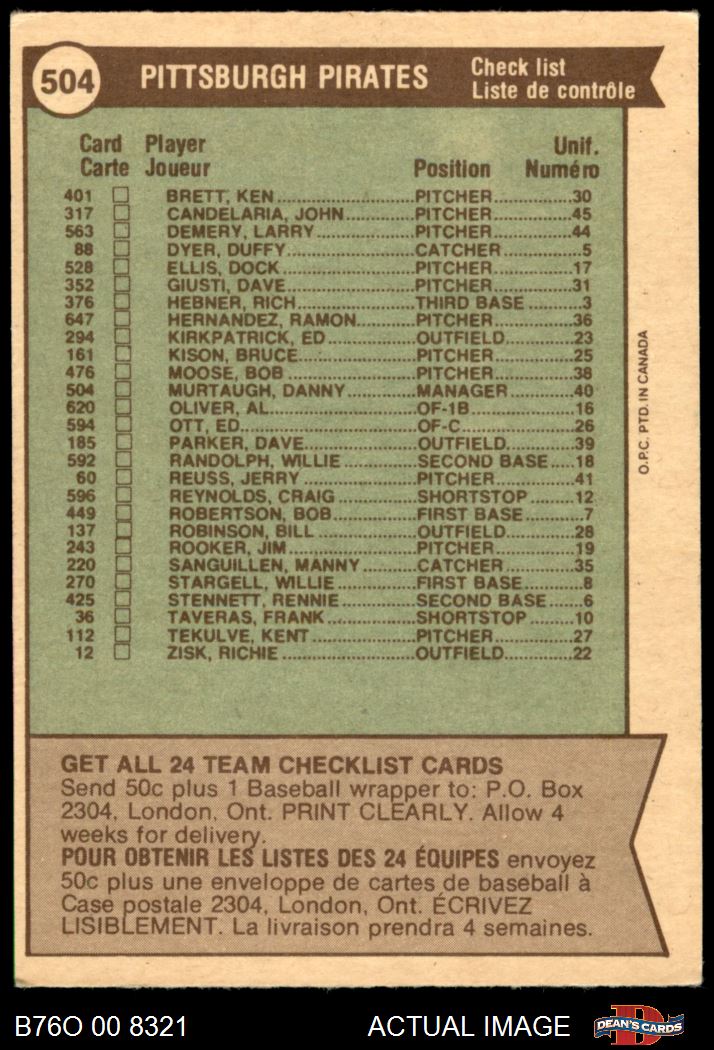 504 PITTSBURGH PIRATES Check list
Liste de contrôle
Card Player Unif.
Carte Joueur Position Numéro
401 BRETT, KEN PITCHER 30
317 CANDELARIA, JOHN PITCHER 45
563 DEMERY, LARRY PITCHER 44
88 DYER, DUFFY CATCHER 5
528 ELLIS, DOCK PITCHER 17
352 GIUSTI, DAVE PITCHER 31
376 HEBNER, RICH THIRD BASE 3
647 HERNANDEZ, RAMON PITCHER 36
294 KIRKPATRICK, ED OUTFIELD 23
161 KISON, BRUCE PITCHER 25
476 MOOSE, BOB PITCHER 38
504 MURTAUGH, DANNY MANAGER 40
620 OLIVER, AL OF-1B 16
594 OTT, ED OF-C 26
185 PARKER, DAVE OUTFIELD 39
592 RANDOLPH, WILLIE SECOND BASE 18
60 REUSS, JERRY PITCHER 41
596 REYNOLDS, CRAIG SHORTSTOP 12
449 ROBERTSON, BOB FIRST BASE 7
137 ROBINSON, BILL OUTFIELD 28
243 ROOKER, JIM PITCHER 19
220 SANGUILLEN, MANNY CATCHER 35
270 STARGELL, WILLIE FIRST BASE 8
425 STENNETT, RENNIE SECOND BASE 6
36 TAVERAS, FRANK SHORTSTOP 10
112 TEKULVE, KENT PITCHER 27
12 ZISK, RICHIE OUTFIELD 22
O.P.C. PTD. IN CANADA
GET ALL 24 TEAM CHECKLIST CARDS
Send 50c plus 1 Baseball wrapper to: P.O. Box
2304, London, Ont. PRINT CLEARLY. Allow 4
weeks for delivery.
POUR OBTENIR LES LISTES DES 24 ÉQUIPES envoyez
50c plus une enveloppe de cartes de baseball à
Case postale 2304, London, Ont. ÉCRIVEZ
LISIBLEMENT. La livraison prendra 4 semaines.
B76O 00 8321 ACTUAL IMAGE DEAN'S CARDS